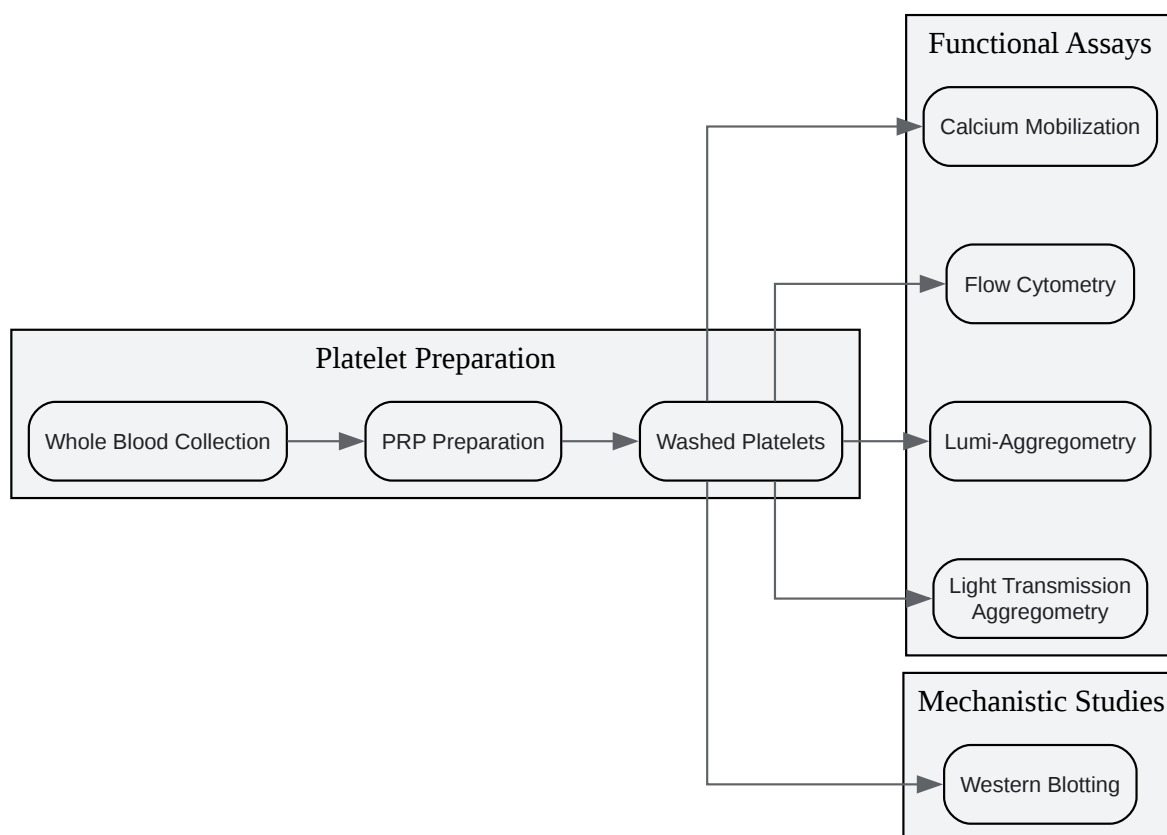 Functional Assays
Calcium Mobilization
Flow Cytometry
Platelet Preparation
Whole Blood Collection
PRP Preparation
Washed Platelets
Lumi-Aggregometry
Light Transmission
Aggregometry
Mechanistic Studies
Western Blotting